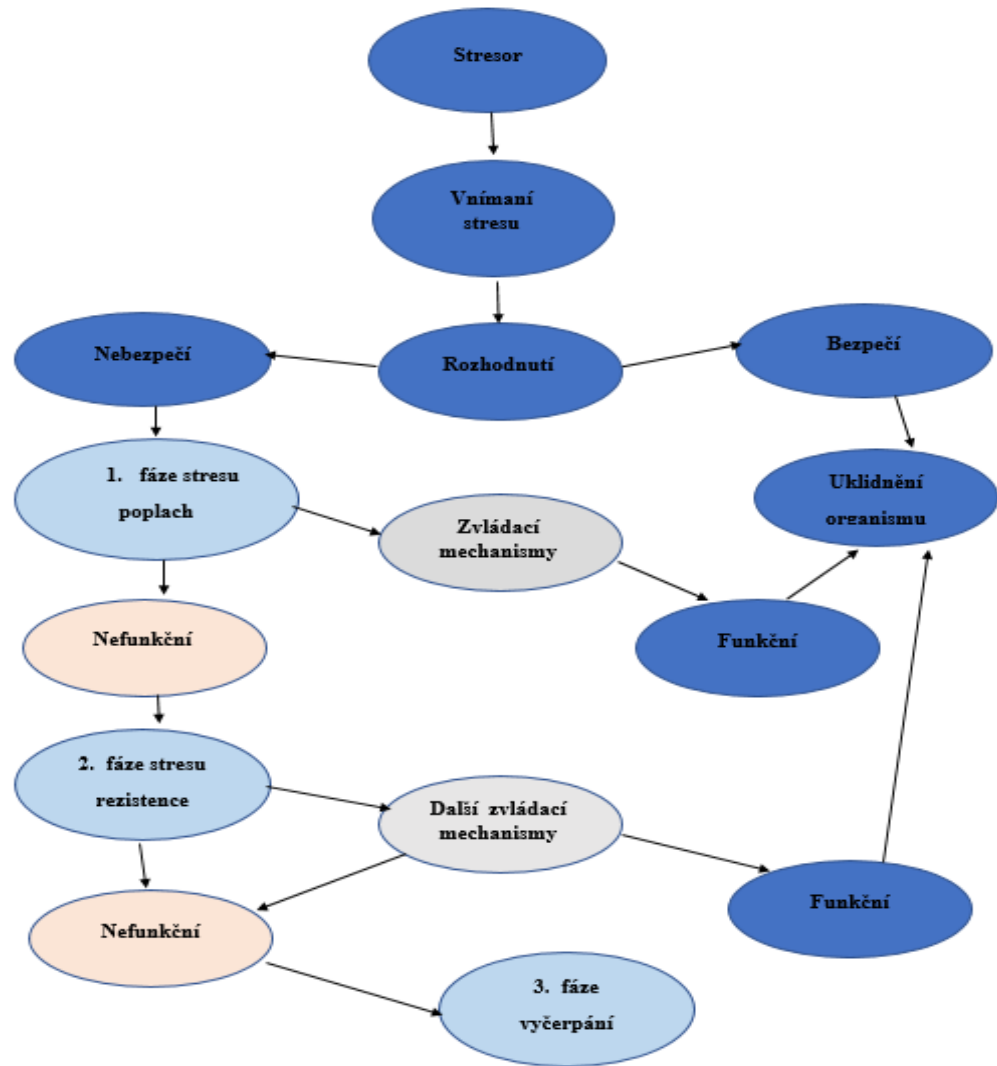 Stresor
Vnímaní
stresu
Nebezpečí
Rozhodnutí
Bezpečí
1. fáze stresu
poplach
Zvládací
mechanismy
Uklidnění
organismu
Nefunkční
Funkční
2. fáze stresu
rezistence
Další zvládací
mechanismy
Nefunkční
Funkční
3. fáze
vyčerpání